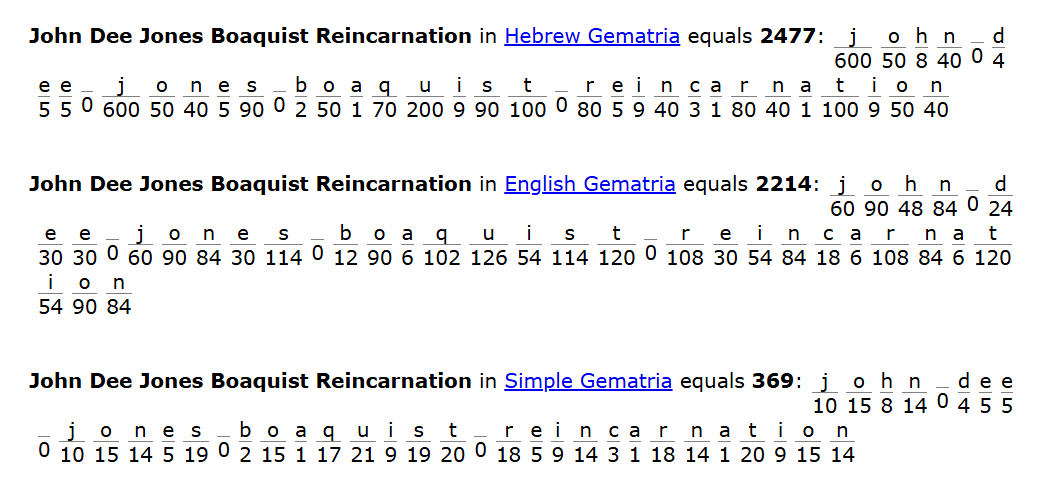 John Dee Jones Boaquist Reincarnation in Hebrew Gematria equals 2477: j o h n _ d
600 50 8 40 0 4
e e _ j o n e s _ b o a q u i s t _ r e i n c a r n a t i o n
5 5 0 600 50 40 5 90 0 2 50 1 70 200 9 90 100 0 80 5 9 40 3 1 80 40 1 100 9 50 40
John Dee Jones Boaquist Reincarnation in English Gematria equals 2214: j o h n _ d
60 90 48 84 0 24
e e _ j o n e s _ b o a q u i s t _ r e i n c a r n a t
30 30 0 60 90 84 30 114 0 12 90 6 102 126 54 114 120 0 108 30 54 84 18 6 108 84 6 120
i o n
54 90 84
John Dee Jones Boaquist Reincarnation in Simple Gematria equals 369: j o h n _ d e e
10 15 8 14 0 4 5 5
_ j o n e s _ b o a q u i s t _ r e i n c a r n a t i o n
0 10 15 14 5 19 0 2 15 1 17 21 9 19 20 0 18 5 9 14 3 1 18 14 1 20 9 15 14